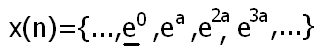 x(n)={...,e⁰ ,eᵃ ,e²ᵃ, e³ᵃ,...}